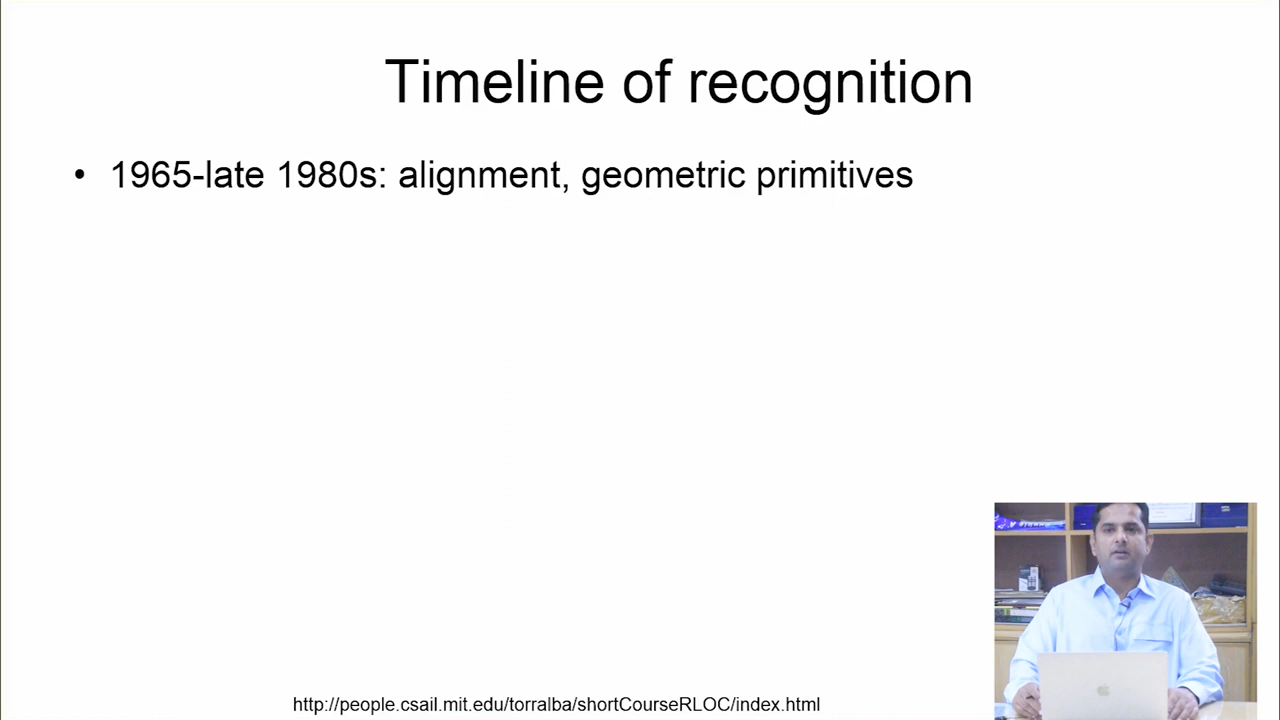 Timeline of recognition
• 1965-late 1980s: alignment, geometric primitives
http://people.csail.mit.edu/torralba/shortCourseRLOC/index.html